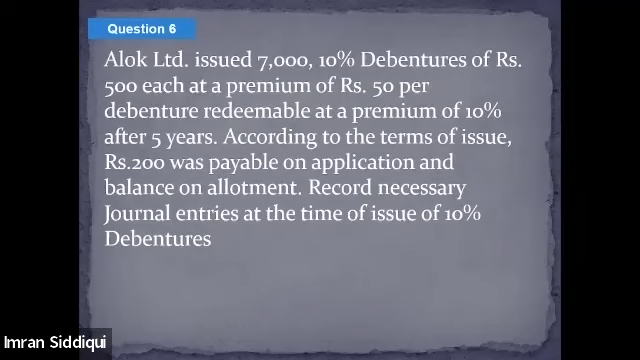 Question 6
Alok Ltd. issued 7,000, 10% Debentures of Rs.
500 each at a premium of Rs. 50 per
debenture redeemable at a premium of 10%
after 5 years. According to the terms of issue,
Rs.200 was payable on application and
balance on allotment. Record necessary
Journal entries at the time of issue of 10%
Debentures
Imran Siddiqui